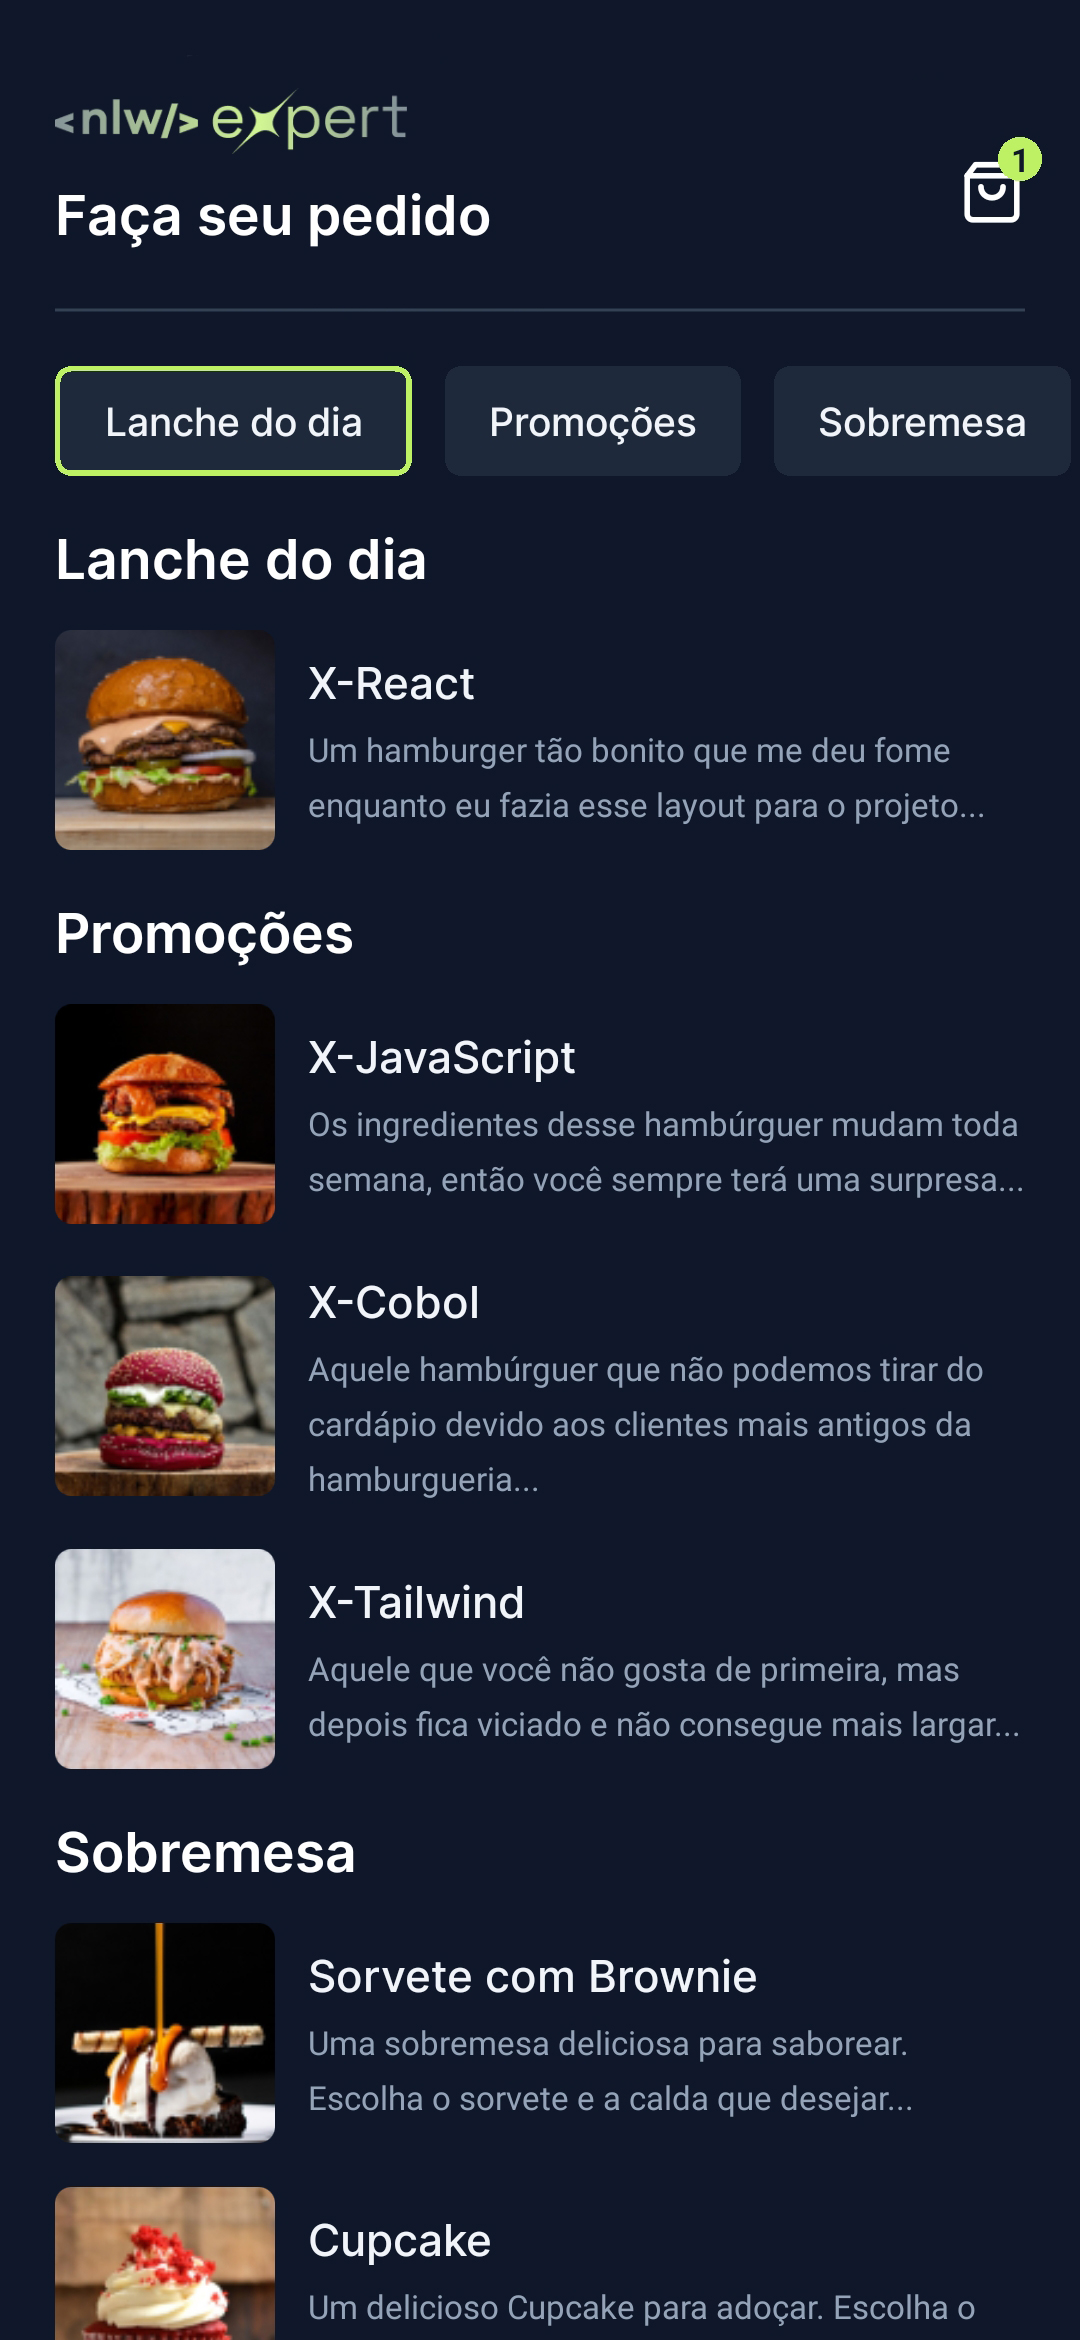 <nlw/> expert
1
Faça seu pedido
Lanche do dia
Promoções
Sobremesa
Lanche do dia
X-React
Um hamburger tão bonito que me deu fome
enquanto eu fazia esse layout para o projeto...
Promoções
X-JavaScript
Os ingredientes desse hambúrguer mudam toda
semana, então você sempre terá uma surpresa...
X-Cobol
Aquele hambúrguer que não podemos tirar do
cardápio devido aos clientes mais antigos da
hamburgueria...
X-Tailwind
Aquele que você não gosta de primeira, mas
depois fica viciado e não consegue mais largar...
Sobremesa
Sorvete com Brownie
Uma sobremesa deliciosa para saborear.
Escolha o sorvete e a calda que desejar...
Cupcake
Um delicioso Cupcake para adoçar. Escolha o